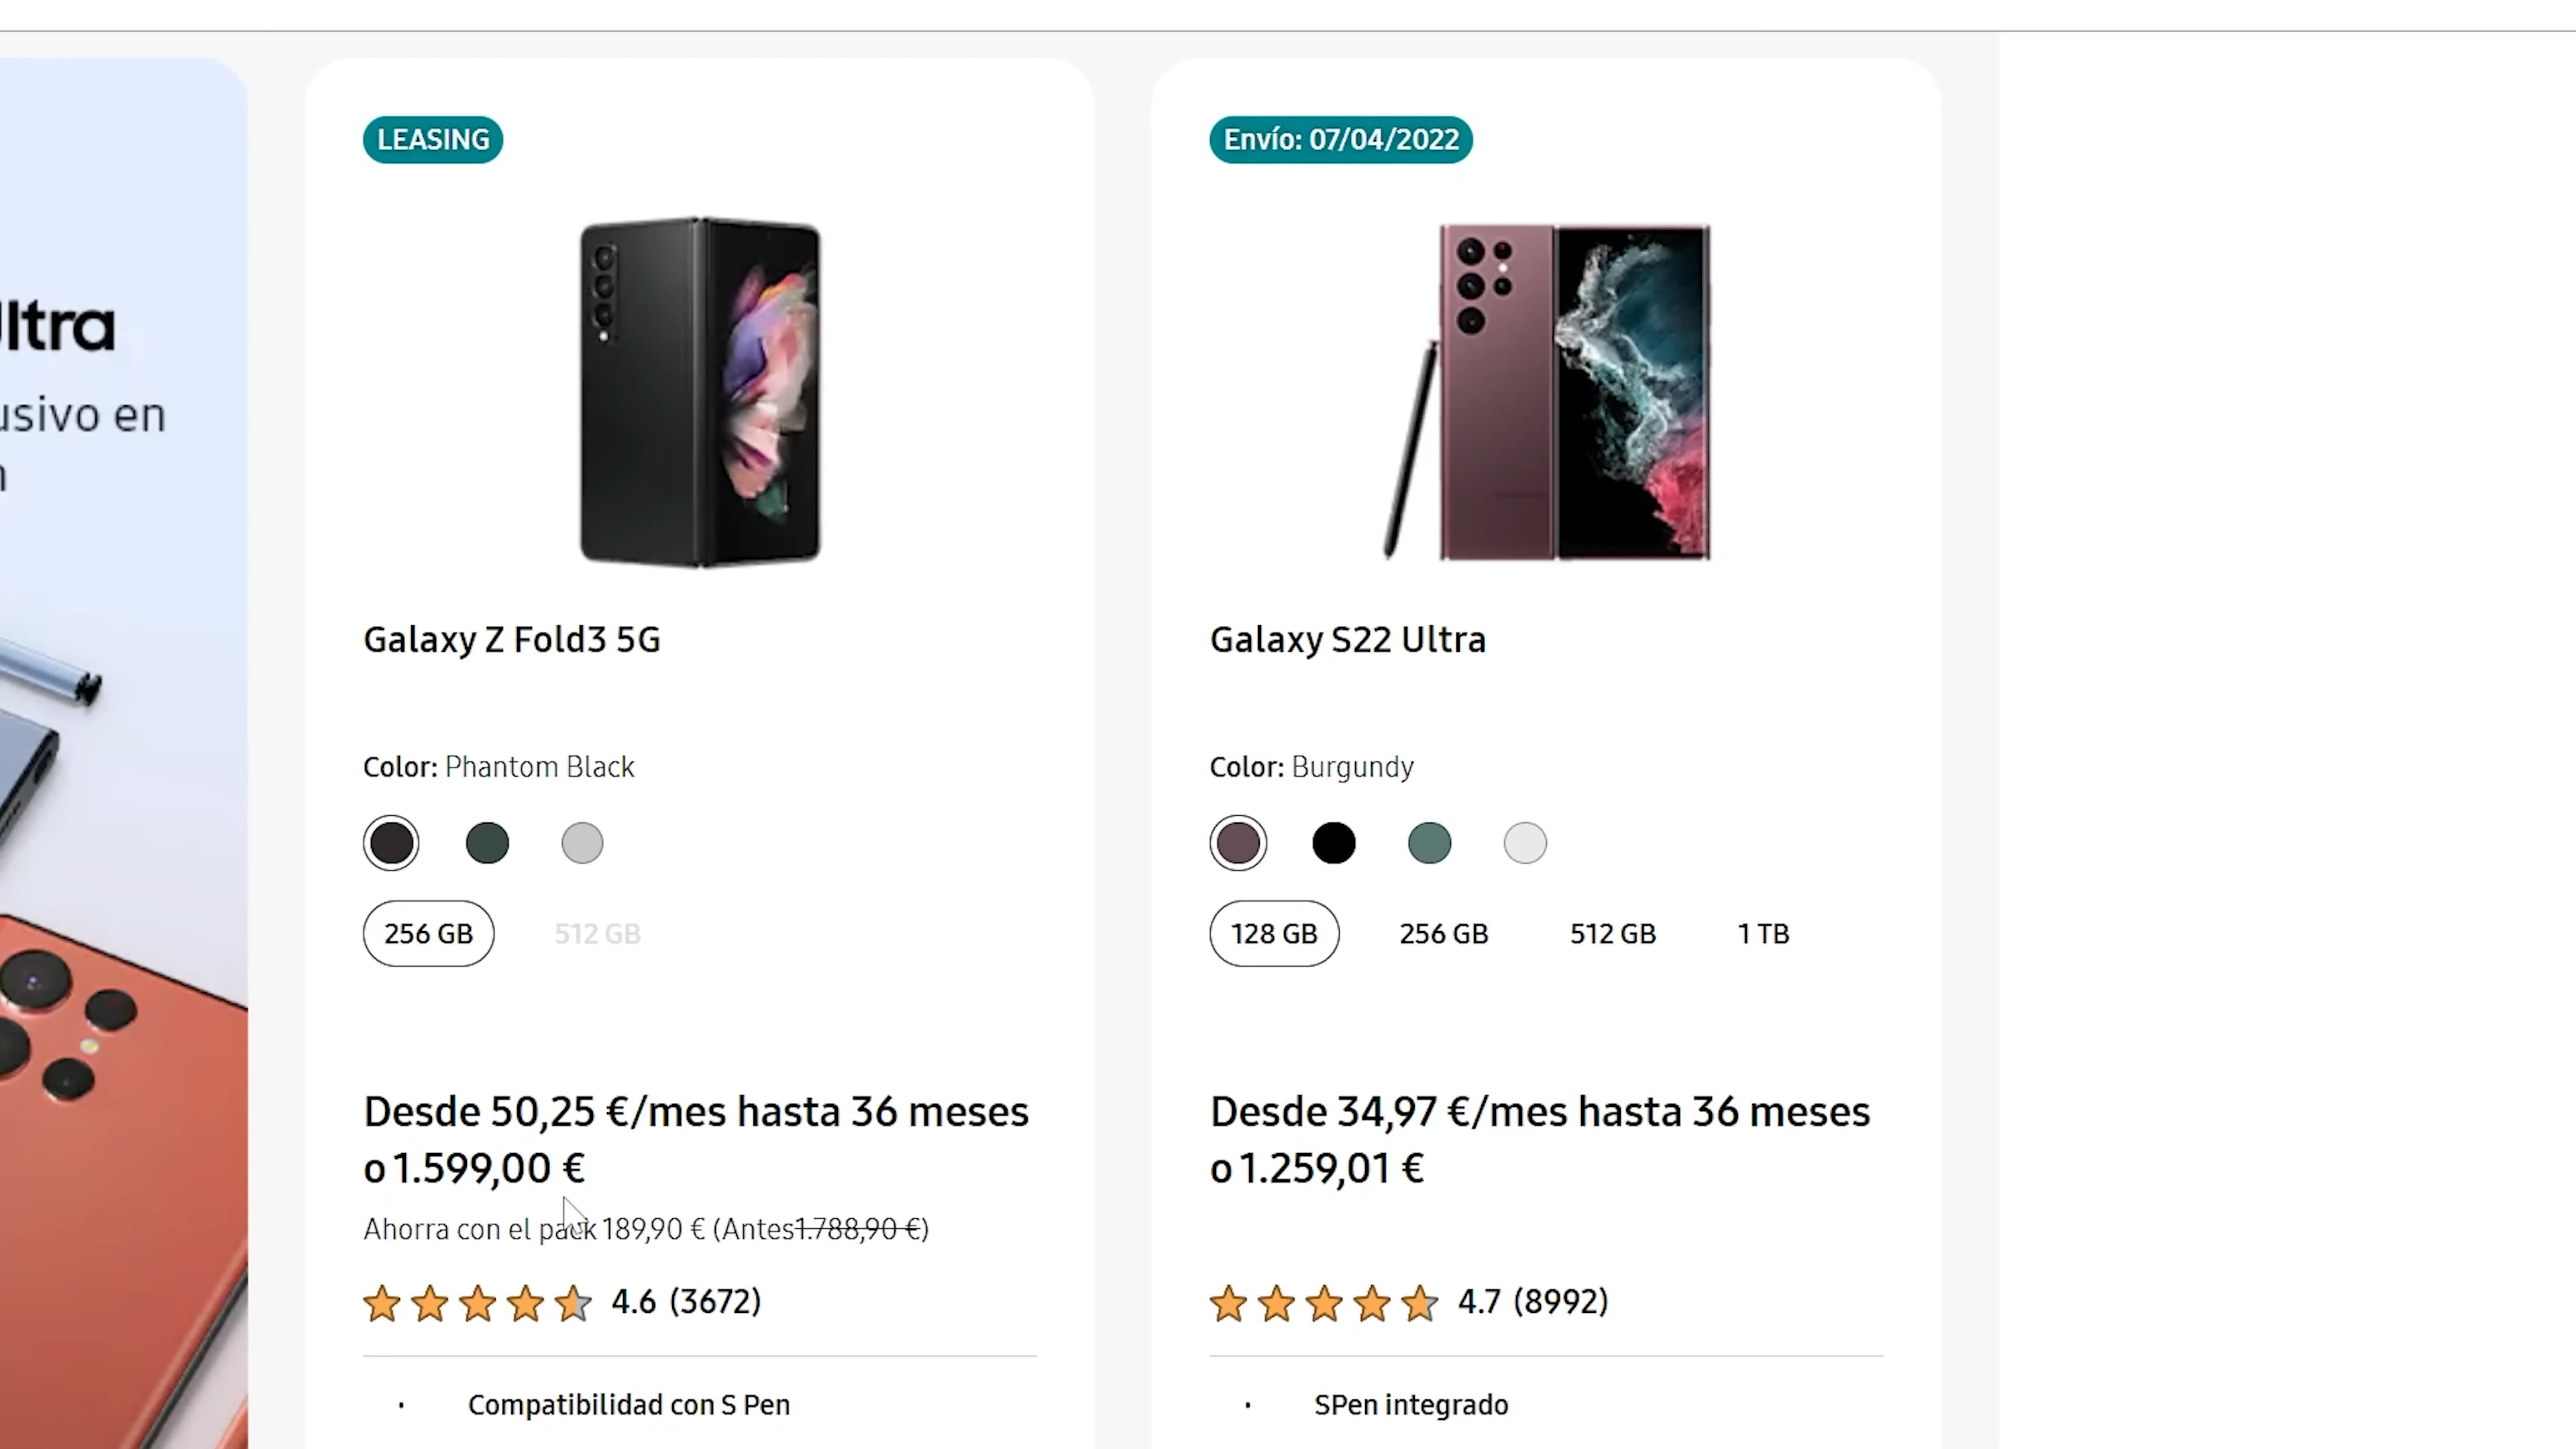 ltra
usivo en
LEASING
Galaxy Z Fold3 5G
Color: Phantom Black
256 GB
512 GB
Desde 50,25 €/mes hasta 36 meses
o 1.599,00 €
Ahorra con el pack 189,90 € (Antes1.788,90 €)
4.6 (3672)
· Compatibilidad con S Pen
Envío: 07/04/2022
Galaxy S22 Ultra
Color: Burgundy
128 GB
256 GB
512 GB
1 TB
Desde 34,97 €/mes hasta 36 meses
o 1.259,01 €
4.7 (8992)
· SPen integrado